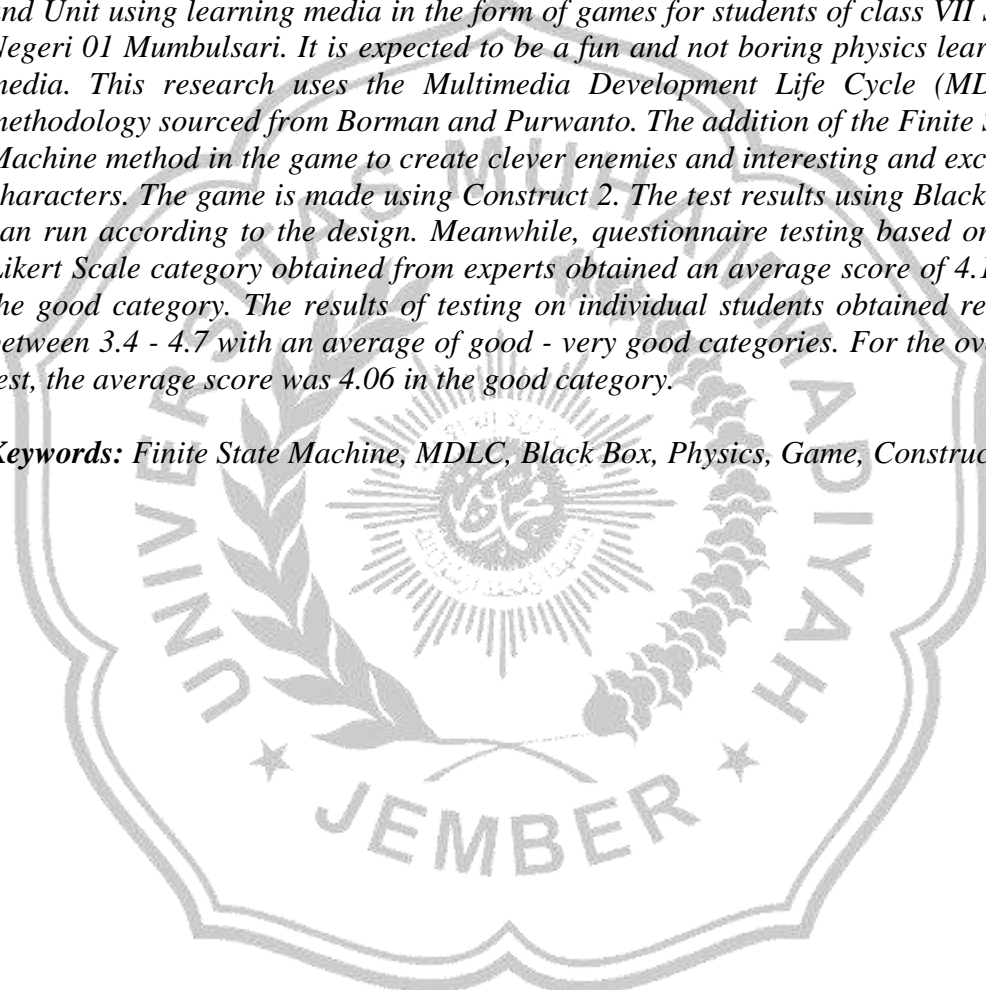 and Unit using learning media in the form of games for students of class VII S
Negeri 01 Mumbulsari. It is expected to be a fun and not boring physics lear
media. This research uses the Multimedia Development Life Cycle (MD
methodology sourced from Borman and Purwanto. The addition of the Finite S
Machine method in the game to create clever enemies and interesting and exc
characters. The game is made using Construct 2. The test results using Black
can run according to the design. Meanwhile, questionnaire testing based on
Likert Scale category obtained from experts obtained an average score of 4.1
the good category. The results of testing on individual students obtained re
between 3.4 - 4.7 with an average of good - very good categories. For the ov
test, the average score was 4.06 in the good category.
Keywords: Finite State Machine, MDLC, Black Box, Physics, Game, Construc
UNIVERSITAS MUHAMMADIYAH
JEMBER